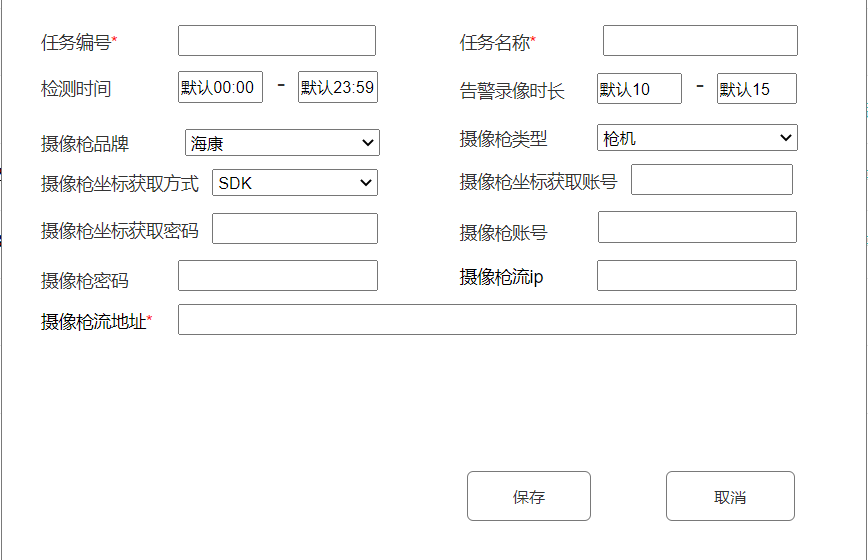 任务编号* 任务名称*
检测时间 默认00:00 - 默认23:59 告警录像时长 默认10 - 默认15
摄像枪品牌 海康 摄像枪类型 枪机
摄像枪坐标获取方式 SDK 摄像枪坐标获取账号
摄像枪坐标获取密码 摄像枪账号
摄像枪密码 摄像枪流ip
摄像枪流地址*
保存 取消